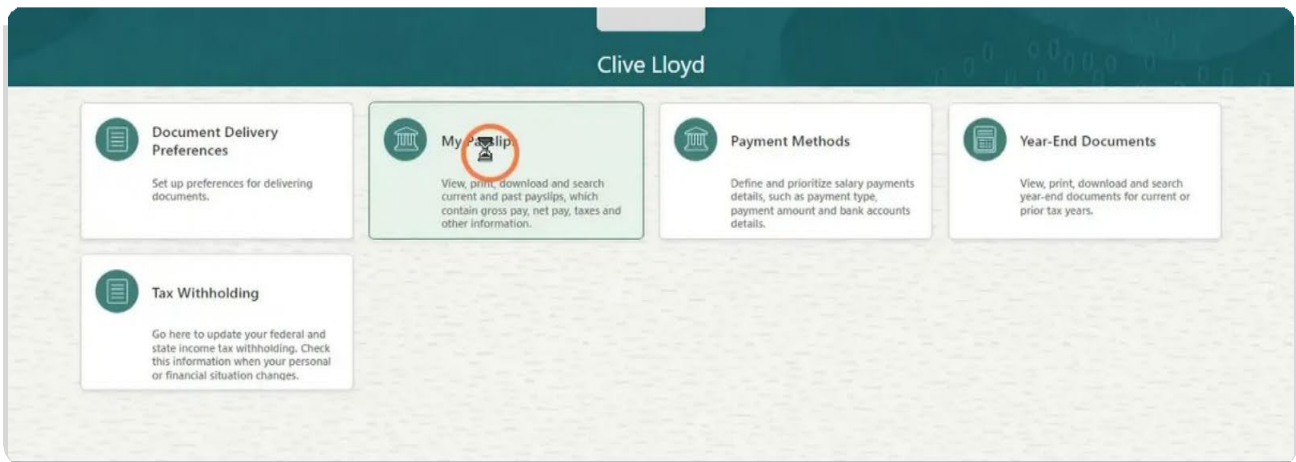 Clive Lloyd
Document Delivery
Preferences
Set up preferences for delivering
documents.
My Payslips
View, print, download and search
current and past payslips, which
contain gross pay, net pay, taxes and
other information.
Payment Methods
Define and prioritize salary payments
details, such as payment type,
payment amount and bank accounts
details.
Year-End Documents
View, print, download and search
year-end documents for current or
prior tax years.
Tax Withholding
Go here to update your federal and
state income tax withholding. Check
this information when your personal
or financial situation changes.